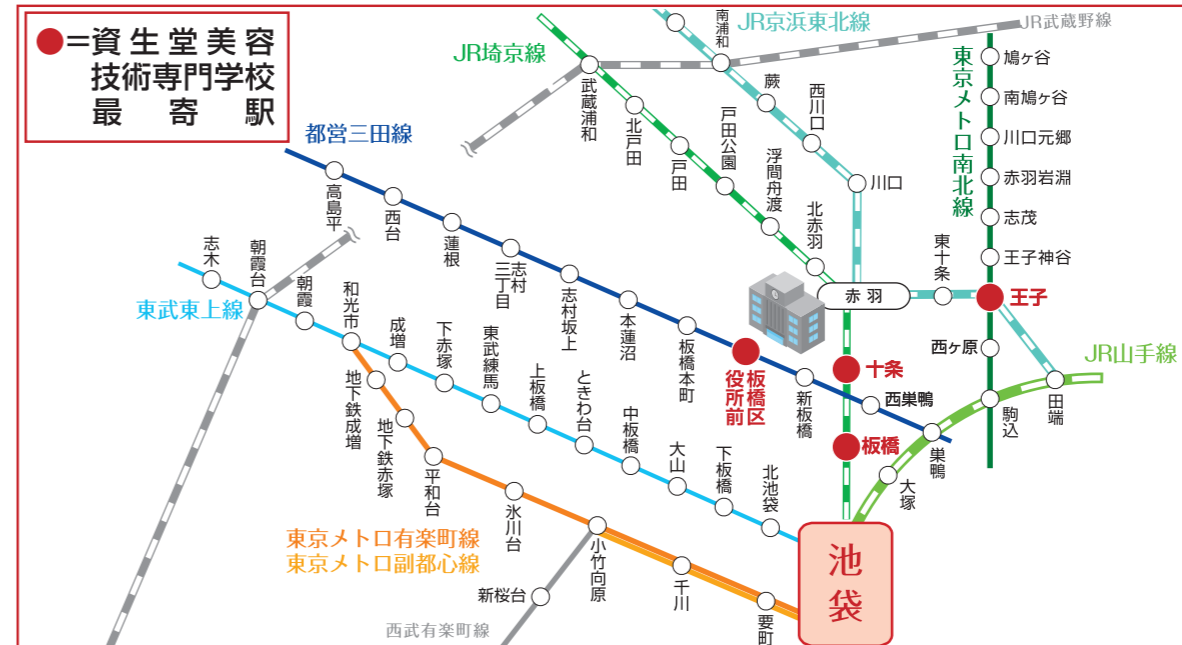 ●=資生堂美容
技術専門学校
最寄駅
JR埼京線
JR京浜東北線
JR武蔵野線
南浦和
蕨
西川口
川口
武蔵浦和
北戸田
戸田
戸田公園
浮間舟渡
北赤羽
赤羽
東十条
王子
田端
東京メトロ南北線
鳩ヶ谷
南鳩ヶ谷
川口元郷
赤羽岩淵
志茂
王子神谷
西ヶ原
駒込
JR山手線
巣鴨
大塚
十条
板橋
都営三田線
高島平
西台
蓮根
志村
三丁目
志村坂上
本蓮沼
板橋本町
板橋区
役所前
新板橋
西巣鴨
東武東上線
志木
朝霞台
朝霞
和光市
成増
下赤塚
東武練馬
上板橋
ときわ台
中板橋
大山
下板橋
北池袋
地下鉄成増
地下鉄赤塚
平和台
氷川台
小竹向原
千川
要町
東京メトロ有楽町線
東京メトロ副都心線
新桜台
西武有楽町線
池袋